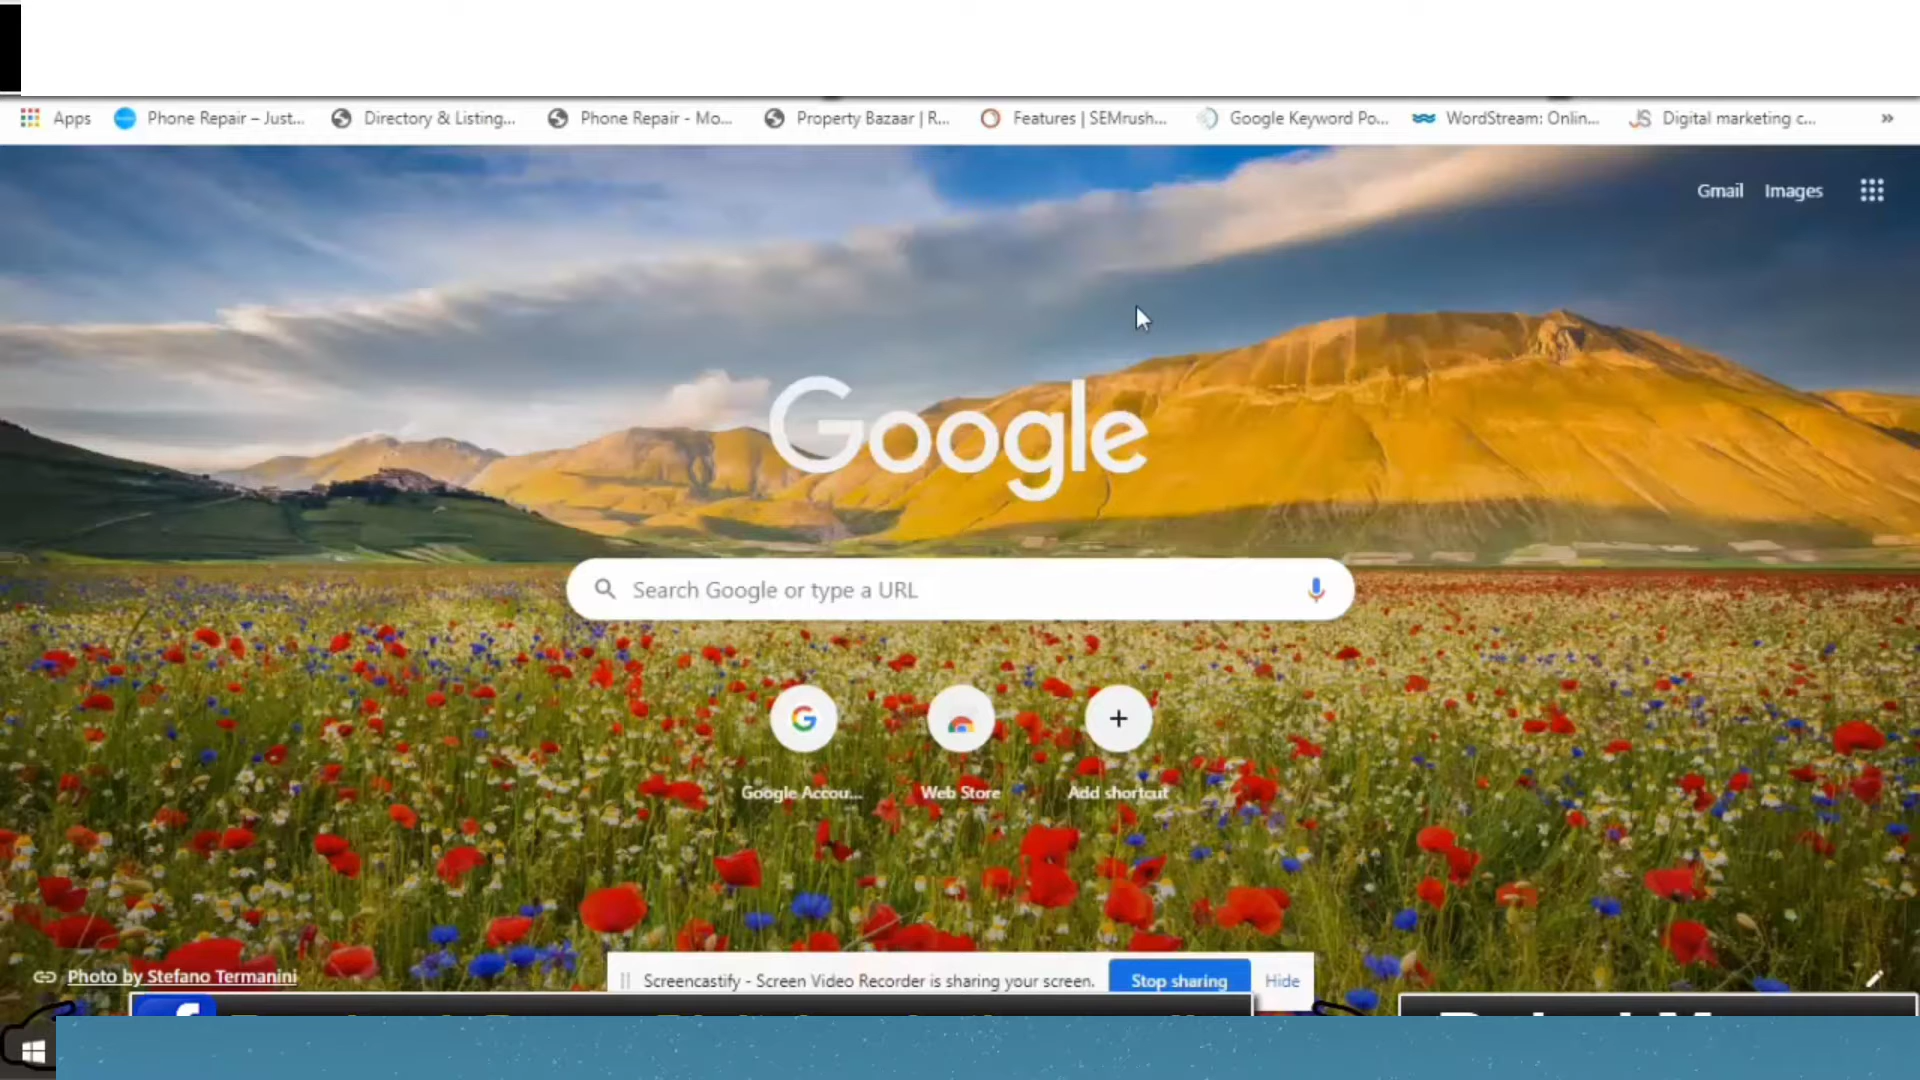 Apps Phone Repair – Just... Directory & Listing... Phone Repair - Mo... Property Bazaar | R... Features | SEMrush... Google Keyword Po... WordStream: Onlin... Digital marketing c... »
Gmail Images
Google
Search Google or type a URL
Google Accou... Web Store Add shortcut
Photo by Stefano Termanini
Screencastify - Screen Video Recorder is sharing your screen. Stop sharing Hide